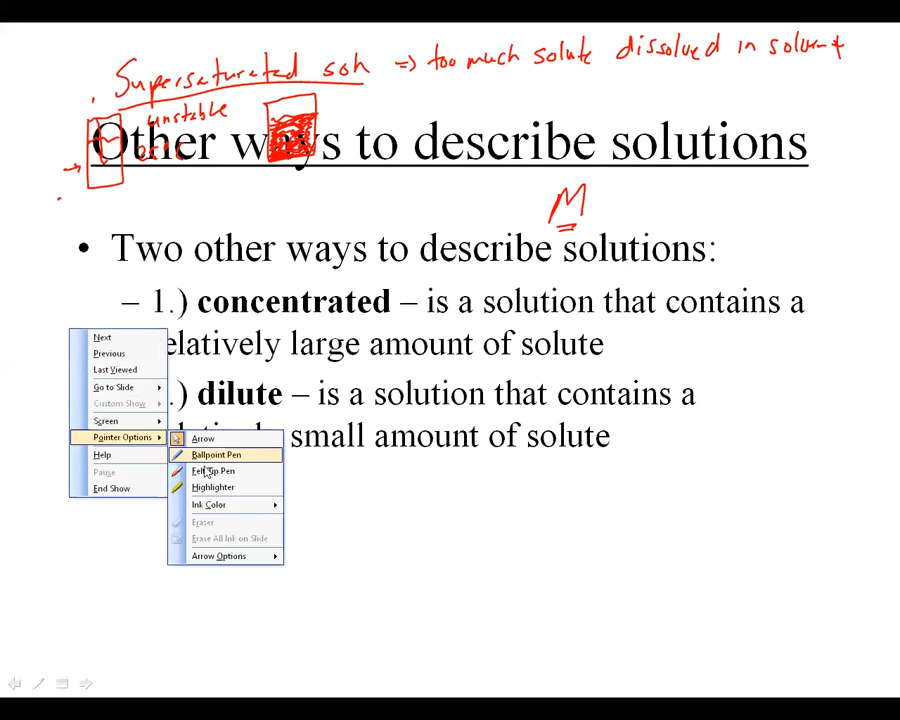 Supersaturated soln => too much solute dissolved in solvent
unstable
25°C
Other ways to describe solutions
M
• Two other ways to describe solutions:
– 1.) concentrated – is a solution that contains a
relatively large amount of solute
.) dilute – is a solution that contains a
small amount of solute
Next
Previous
Last Viewed
Go to Slide
Custom Show
Screen
Pointer Options
Help
Pause
End Show
Arrow
Ballpoint Pen
Felt Tip Pen
Highlighter
Ink Color
Eraser
Erase All Ink on Slide
Arrow Options